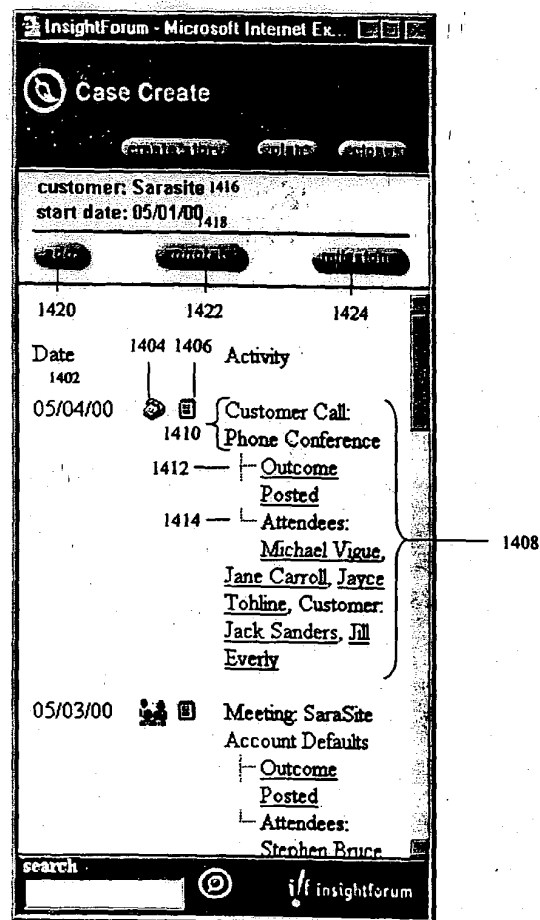 InsightForum - Microsoft Internet Ex...
Case Create
customer: Sarasite 1416
start date: 05/01/00 1418
1420 1422 1424
Date 1404 1406 Activity
1402
05/04/00 Customer Call:
1410 Phone Conference
1412 Outcome
Posted
1414 Attendees:
1408
Michael Vigue,
Jane Carroll, Jayce
Tohline, Customer:
Jack Sanders, Jill
Everly
05/03/00 Meeting: SaraSite
Account Defaults
Outcome
Posted
Attendees:
Stephen Bruce
search
insightforum